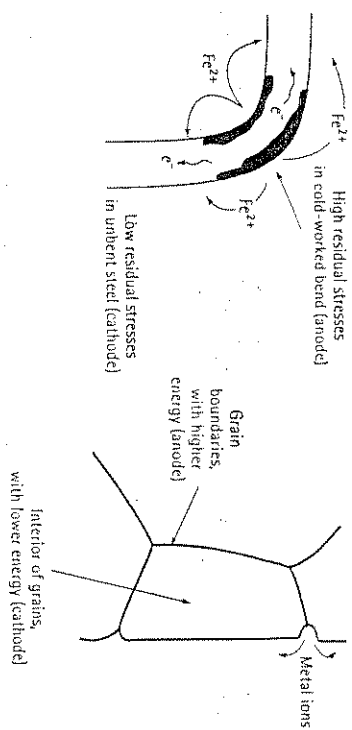 Fe²⁺
Fe²⁺
e⁻
High residual stresses
in cold-worked bend (anode)
e⁻
Fe²⁺
Low residual stresses
in unbent steel (cathode)
Grain
boundaries,
with higher
energy (anode)
Metal ions
Interior of grains,
with lower energy (cathode)